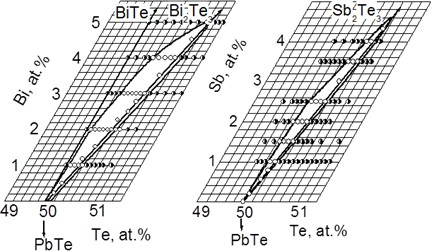 BiTe Bi2Te3
5
4
3
2
1
Bi, at. %
49 50 51
PbTe
Te, at.%
Sb2Te3
4
3
2
1
Sb, at. %
49 50 51
PbTe
Te, at.%